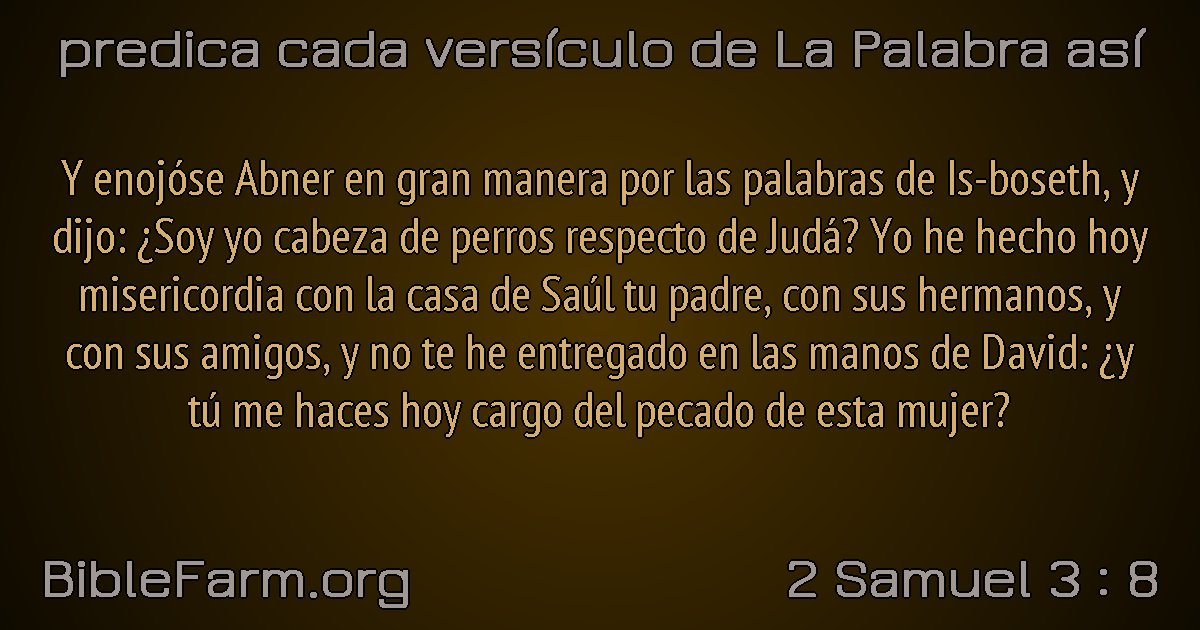 predica cada versículo de La Palabra así
Y enojóse Abner en gran manera por las palabras de Is-boseth, y
dijo: ¿Soy yo cabeza de perros respecto de Judá? Yo he hecho hoy
misericordia con la casa de Saúl tu padre, con sus hermanos, y
con sus amigos, y no te he entregado en las manos de David: ¿y
tú me haces hoy cargo del pecado de esta mujer?
BibleFarm.org
2 Samuel 3 : 8